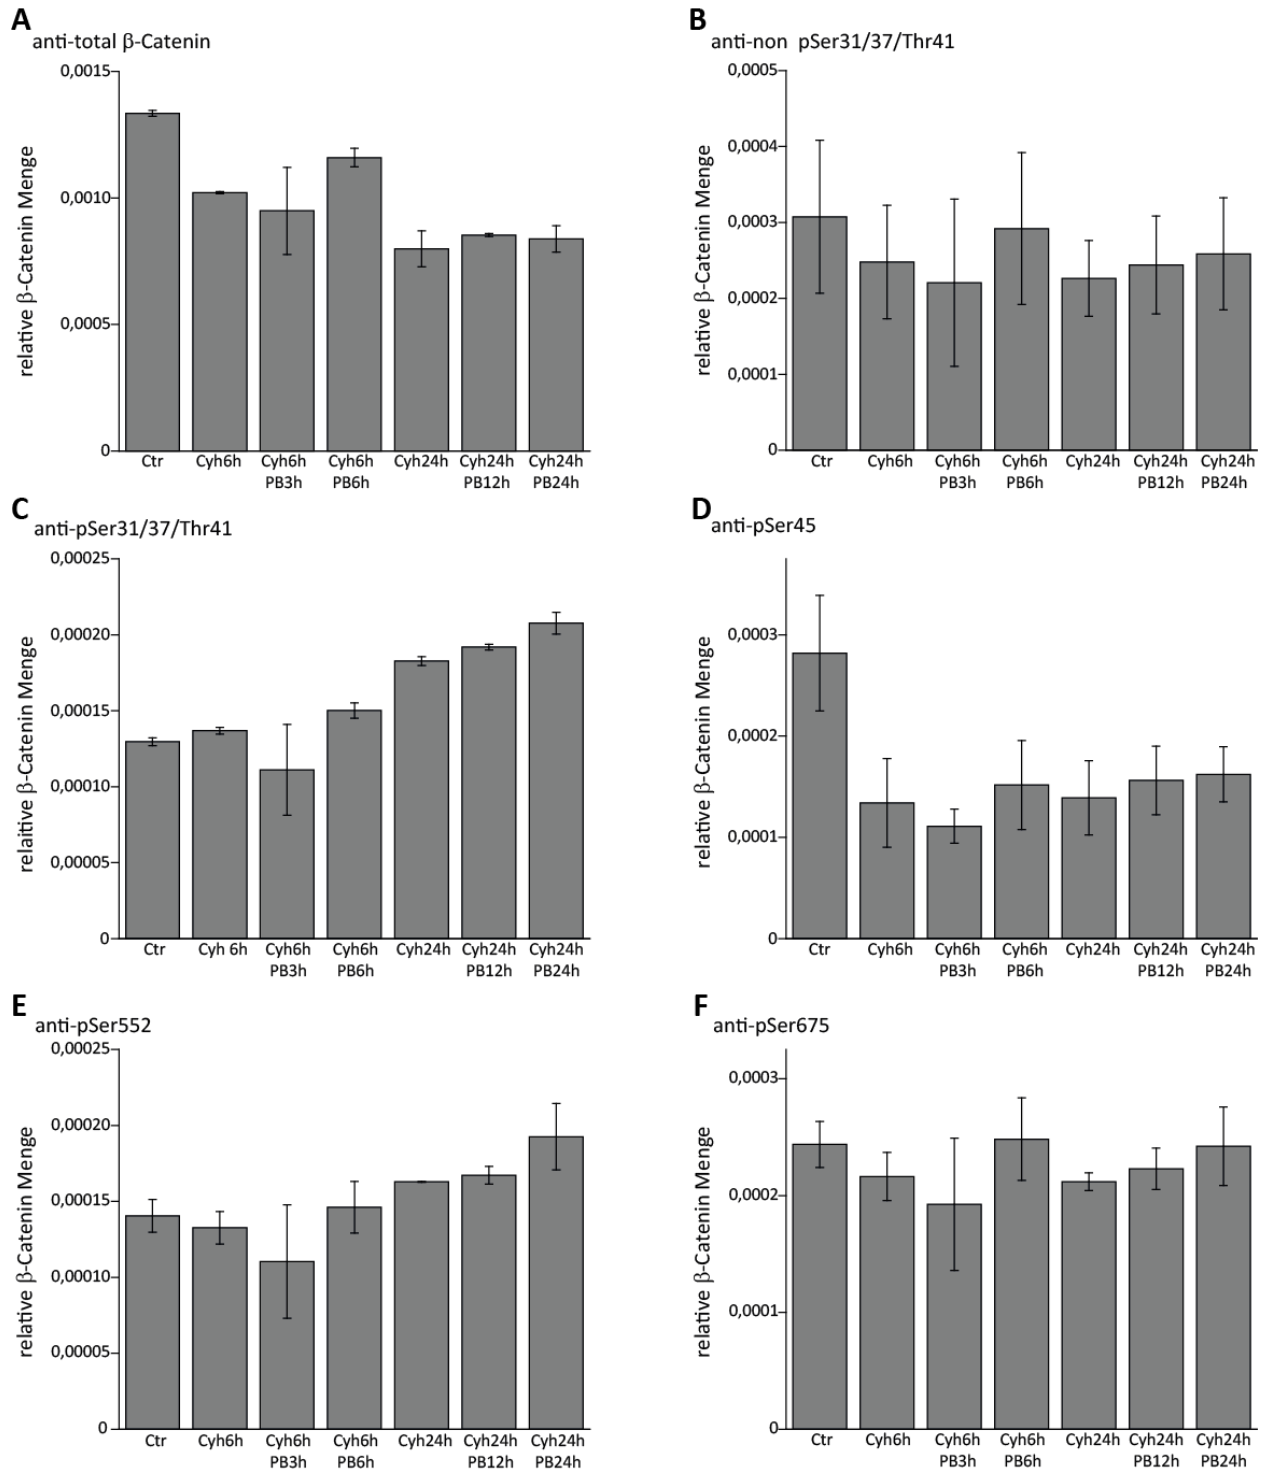 A
anti-total β-Catenin
relative β-Catenin Menge
0,0015
0,0010
0,0005
0
Ctr Cyh6h Cyh6h Cyh6h Cyh24h Cyh24h Cyh24h
PB3h PB6h PB12h PB24h
B
anti-non pSer31/37/Thr41
relative β-Catenin Menge
0,0005
0,0004
0,0003
0,0002
0,0001
0
Ctr Cyh6h Cyh6h Cyh6h Cyh24h Cyh24h Cyh24h
PB3h PB6h PB12h PB24h
C
anti-pSer31/37/Thr41
relaitive β-Catenin Menge
0,00025
0,00020
0,00015
0,00010
0,00005
0
Ctr Cyh 6h Cyh6h Cyh6h Cyh24h Cyh24h Cyh24h
PB3h PB6h PB12h PB24h
D
anti-pSer45
relative β-Catenin Menge
0,0003
0,0002
0,0001
0
Ctr Cyh6h Cyh6h Cyh6h Cyh24h Cyh24h Cyh24h
PB3h PB6h PB12h PB24h
E
anti-pSer552
relative β-Catenin Menge
0,00025
0,00020
0,00015
0,00010
0,00005
0
Ctr Cyh6h Cyh6h Cyh6h Cyh24h Cyh24h Cyh24h
PB3h PB6h PB12h PB24h
F
anti-pSer675
relative β-Catenin Menge
0,0003
0,0002
0,0001
0
Ctr Cyh6h Cyh6h Cyh6h Cyh24h Cyh24h Cyh24h
PB3h PB6h PB12h PB24h